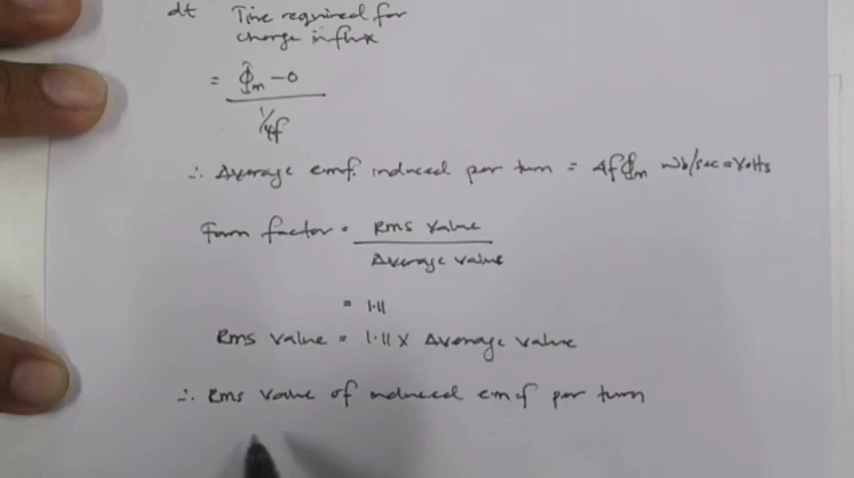 dt Time required for
change in flux
= Φm - 0
1/4f
∴ Average emf. induced per turn = 4fΦm wb/sec or volts
Form factor = Rms value
Average value
= 1.11
Rms value = 1.11 x Average value
∴ Rms value of induced emf per turn